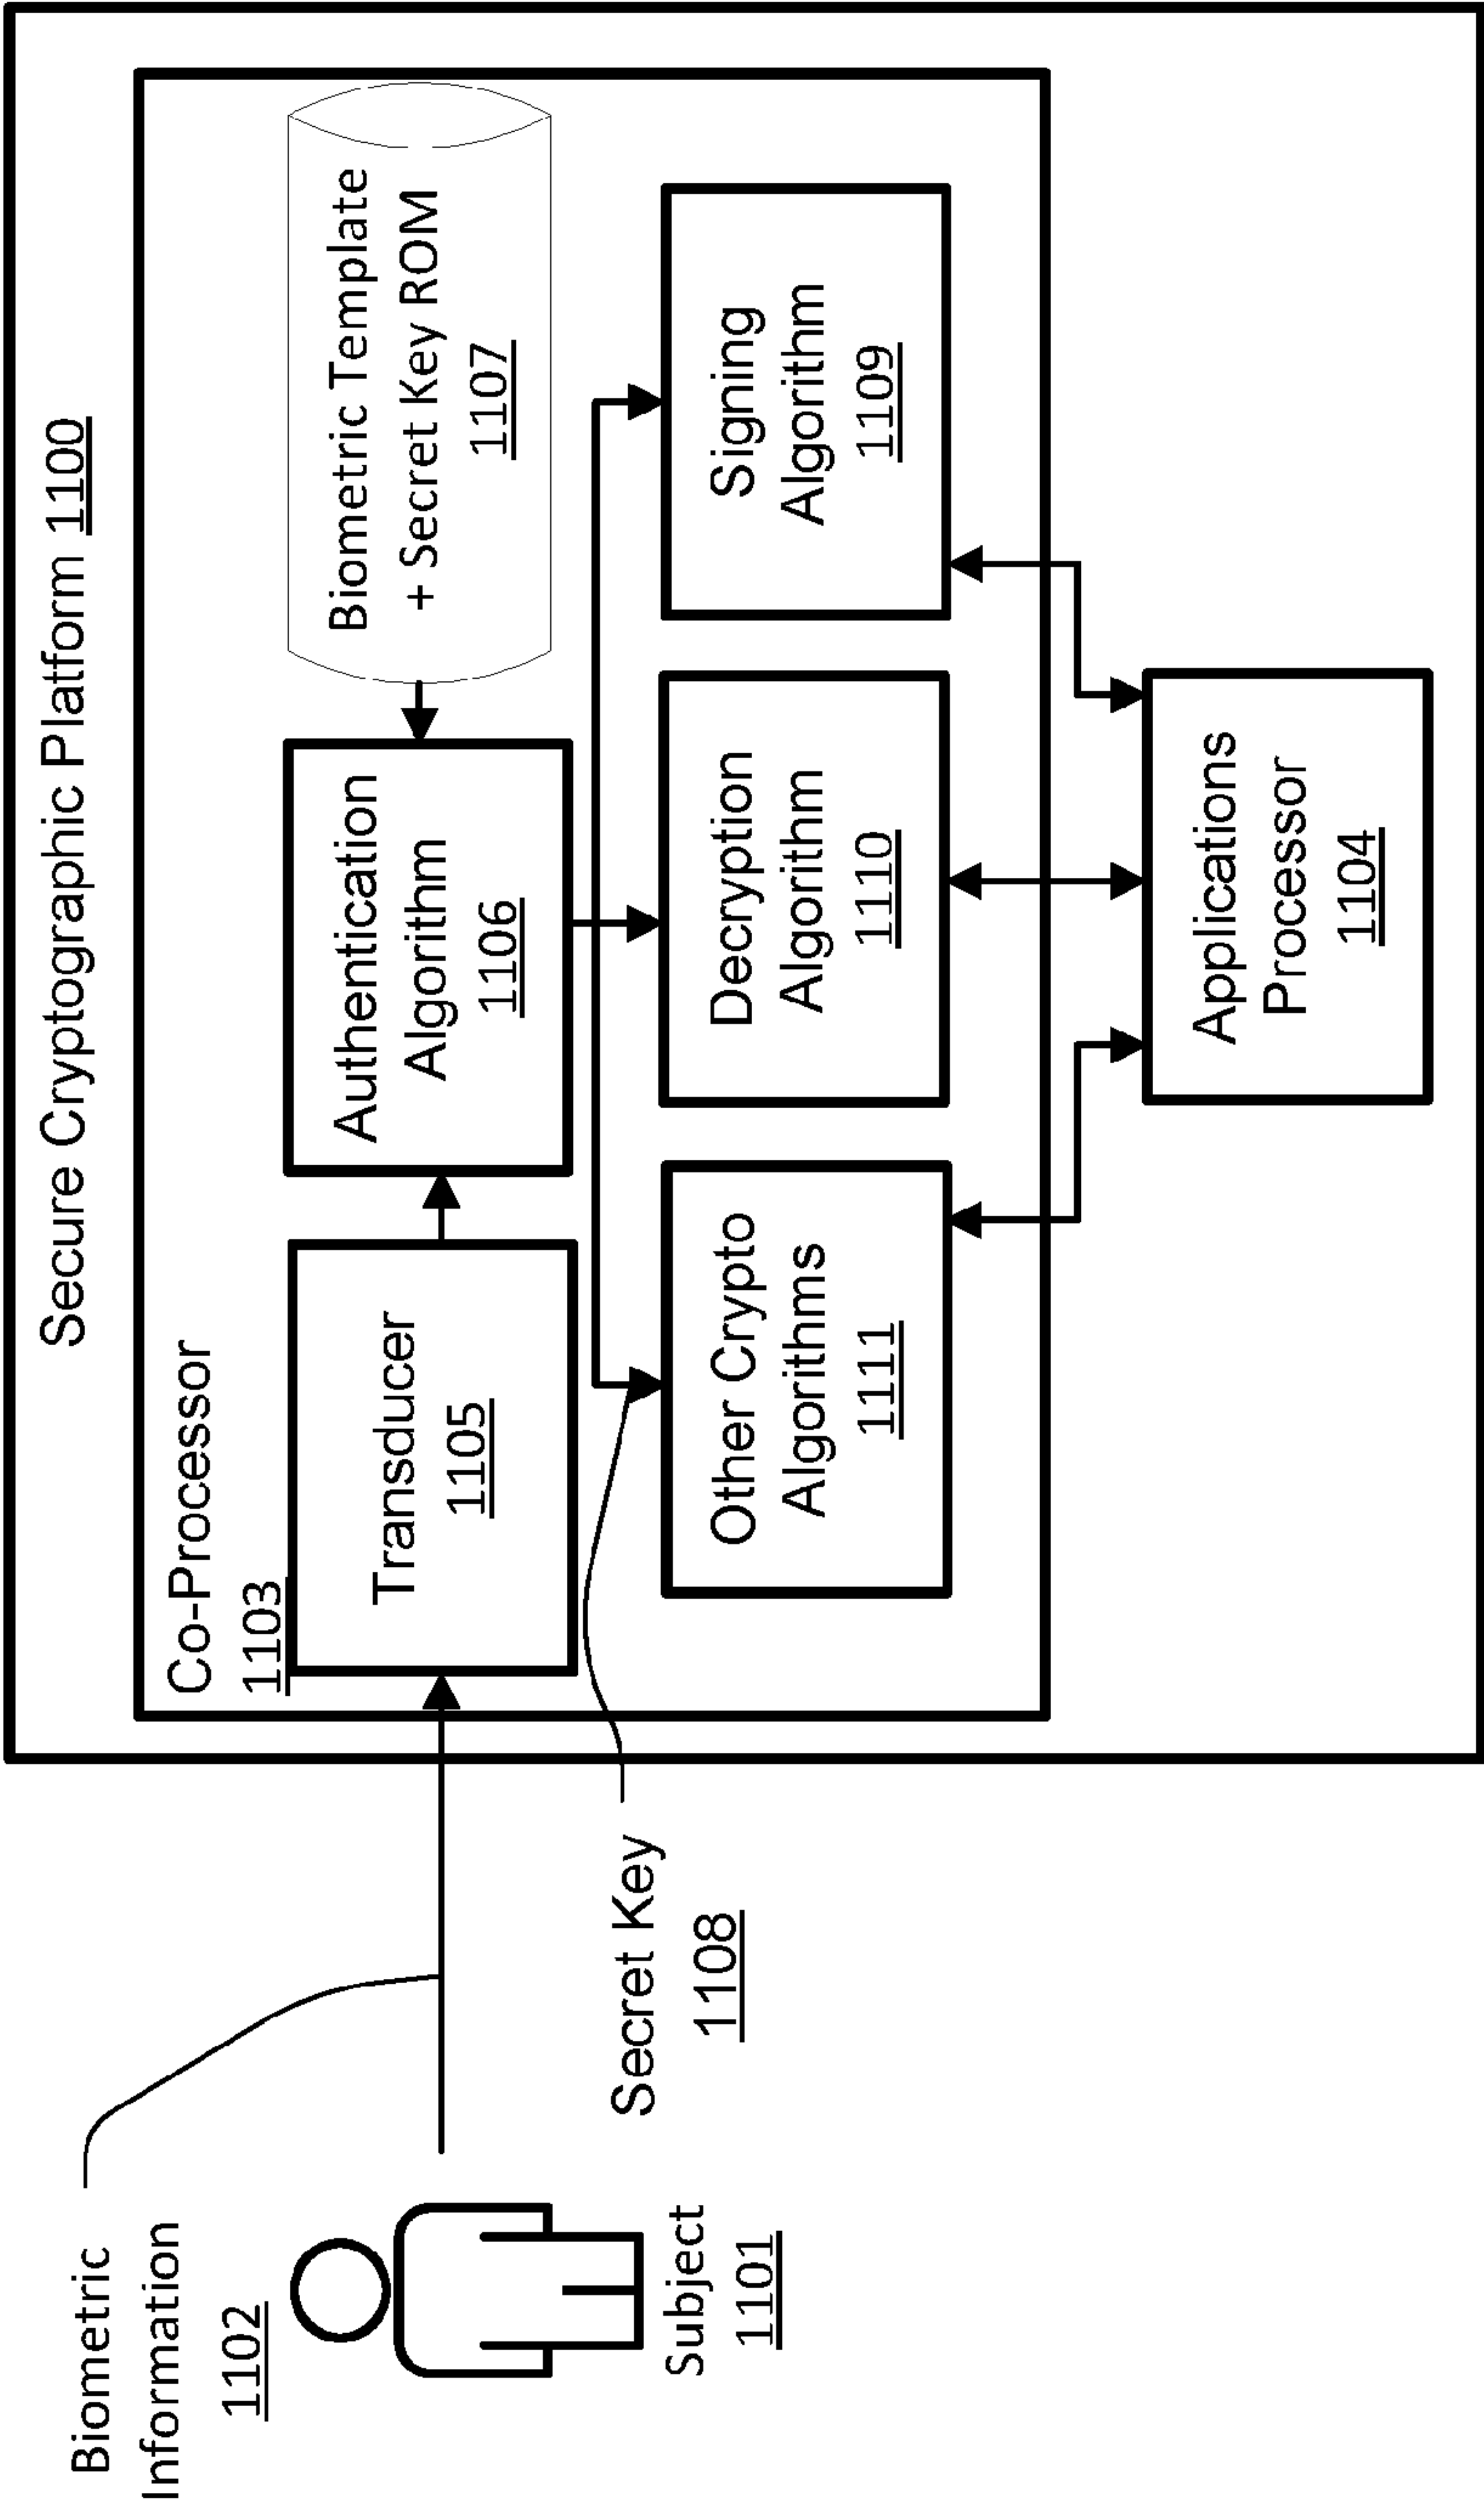 Secure Cryptographic Platform 1100
Co-Processor
1103
Biometric
Information
1102
Subject
1101
Secret Key
1108
Transducer
1105
Authentication
Algorithm
1106
Biometric Template
+ Secret Key ROM
1107
Other Crypto
Algorithms
1111
Decryption
Algorithm
1110
Signing
Algorithm
1109
Applications
Processor
1104